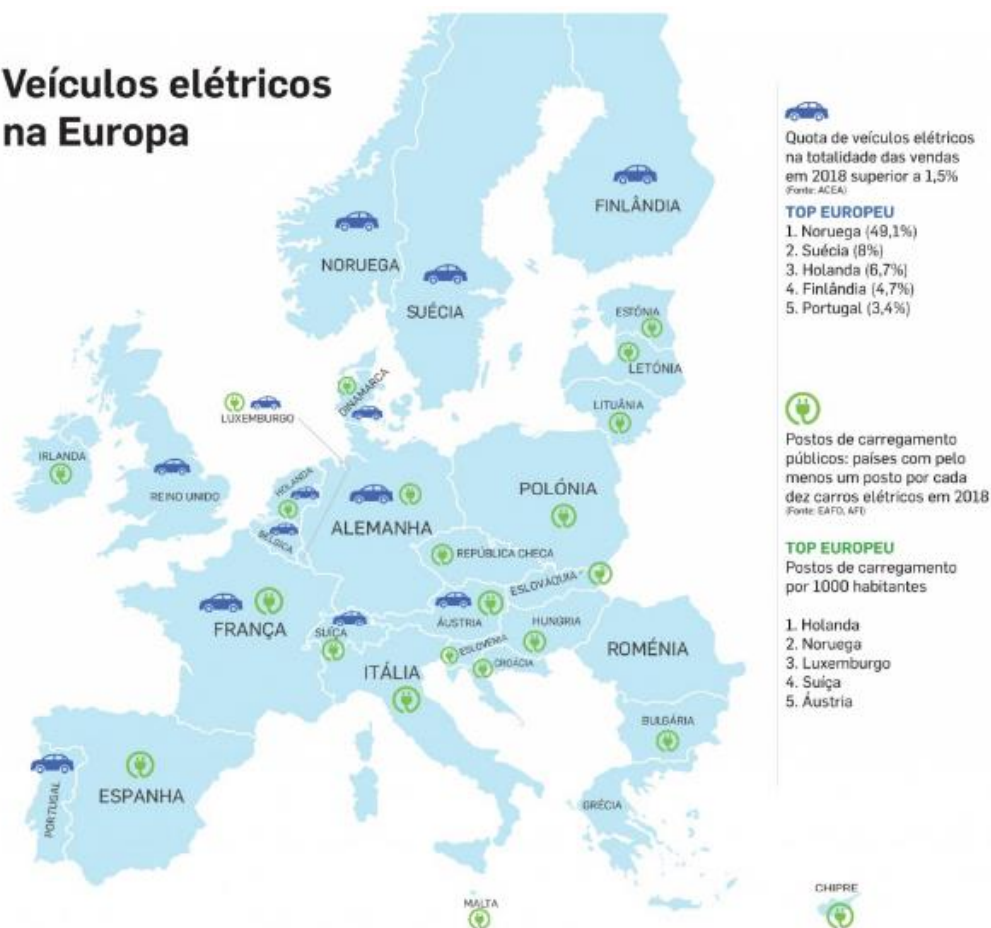 Veículos elétricos
na Europa
FINLÂNDIA
NORUEGA
SUÉCIA
ESTÓNIA
LETÓNIA
DINAMARCA
LITUÂNIA
LUXEMBURGO
IRLANDA
REINO UNIDO
HOLANDA
POLÓNIA
ALEMANHA
BÉLGICA
REPÚBLICA CHECA
ESLOVÁQUIA
FRANÇA
SUÍÇA
ÁUSTRIA
HUNGRIA
ESLOVÉNIA
CROÁCIA
ROMÉNIA
ITÁLIA
BULGÁRIA
PORTUGAL
ESPANHA
GRÉCIA
MALTA
CHIPRE
Quota de veículos elétricos
na totalidade das vendas
em 2018 superior a 1,5%
(Fonte: ACEA)
TOP EUROPEU
1. Noruega (49,1%)
2. Suécia (8%)
3. Holanda (6,7%)
4. Finlândia (4,7%)
5. Portugal (3,4%)
Postos de carregamento
públicos: países com pelo
menos um posto por cada
dez carros elétricos em 2018
(Fonte: EAFO, AFI)
TOP EUROPEU
Postos de carregamento
por 1000 habitantes
1. Holanda
2. Noruega
3. Luxemburgo
4. Suíça
5. Áustria